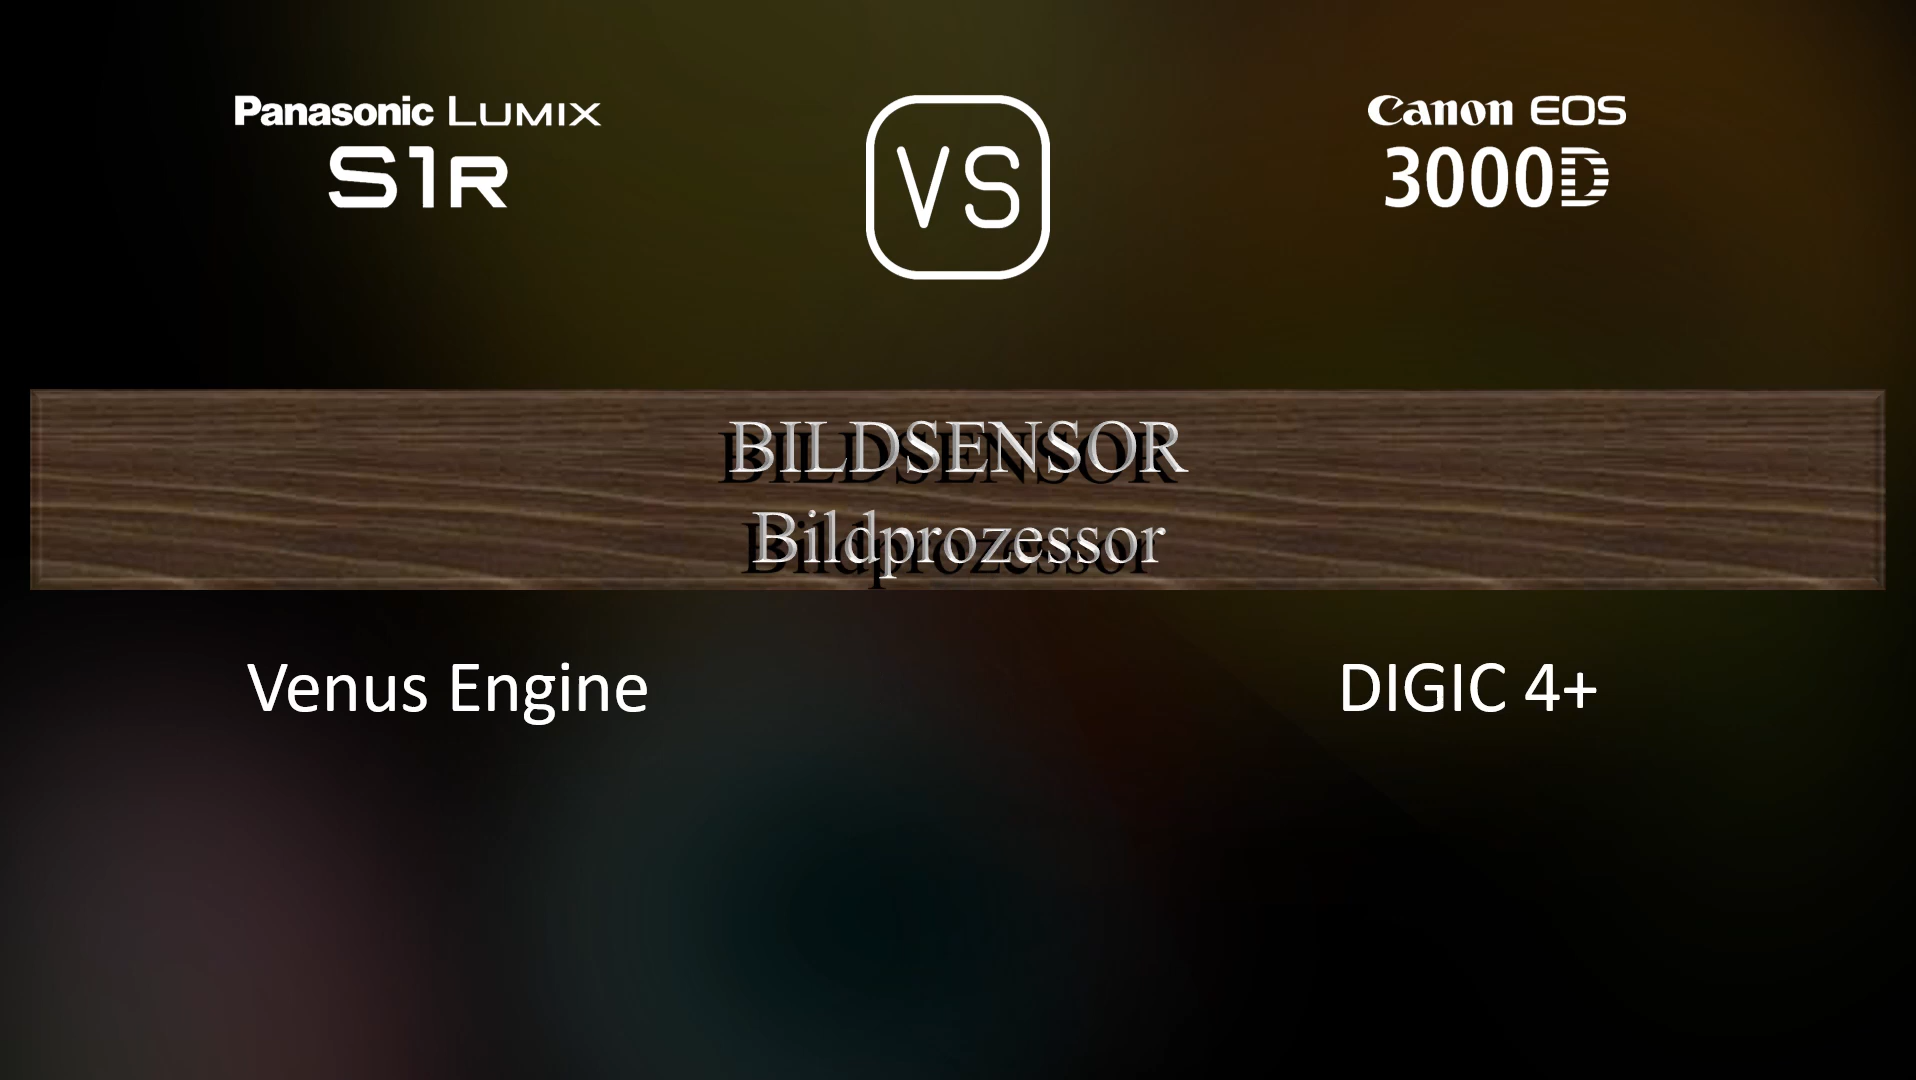 Panasonic LUMIX
S1R
VS
Canon EOS
3000D
BILDSENSOR
Bildprozessor
Venus Engine
DIGIC 4+